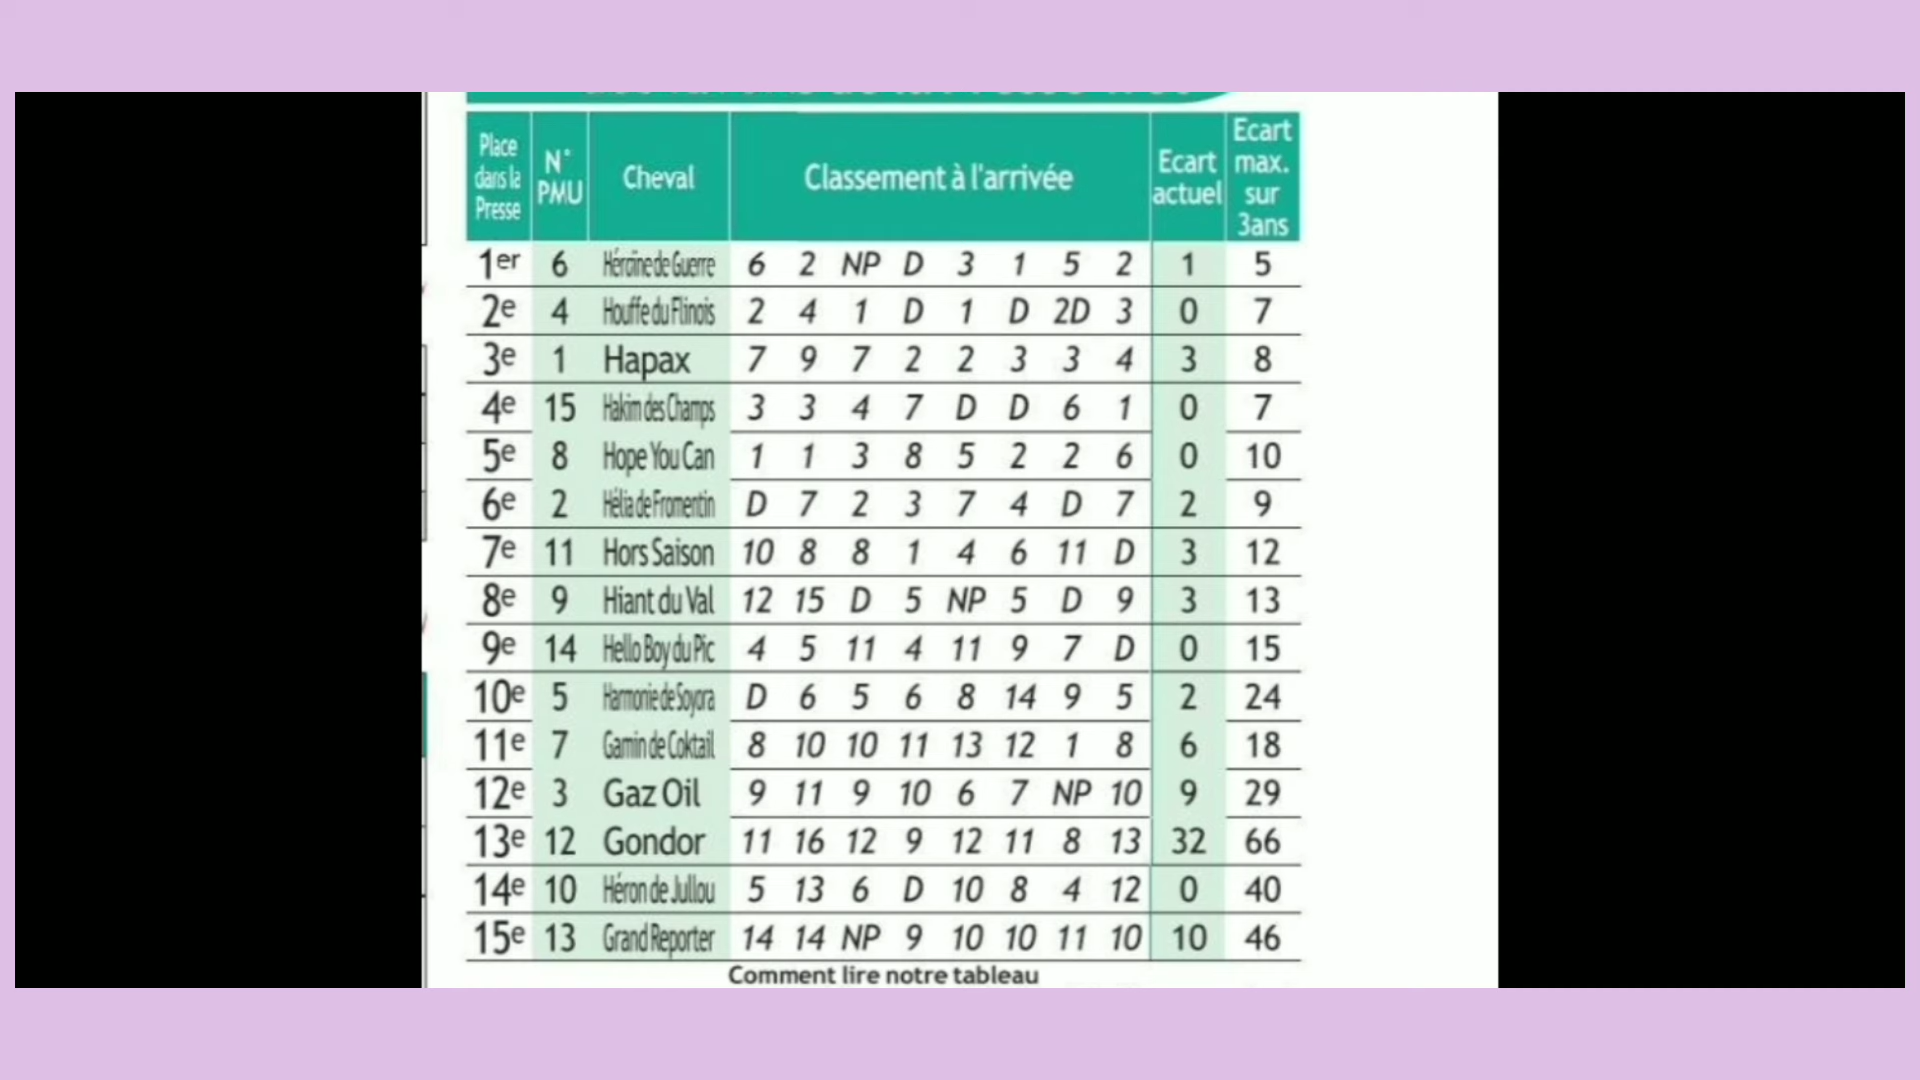 Place dans la Presse N° PMU Cheval Classement à l'arrivée Ecart actuel Ecart max. sur 3ans
1er 6 Héroïne de Guerre 6 2 NP D 3 1 5 2 1 5
2e 4 Houffe du Flinois 2 4 1 D 1 D 2D 3 0 7
3e 1 Hapax 7 9 7 2 2 3 3 4 3 8
4e 15 Hakim des Champs 3 3 4 7 D D 6 1 0 7
5e 8 Hope You Can 1 1 3 8 5 2 2 6 0 10
6e 2 Hélia de Fromentin D 7 2 3 7 4 D 7 2 9
7e 11 Hors Saison 10 8 8 1 4 6 11 D 3 12
8e 9 Hiant du Val 12 15 D 5 NP 5 D 9 3 13
9e 14 Hello Boy du Pic 4 5 11 4 11 9 7 D 0 15
10e 5 Harmonie de Soyora D 6 5 6 8 14 9 5 2 24
11e 7 Gamin de Coktail 8 10 10 11 13 12 1 8 6 18
12e 3 Gaz Oil 9 11 9 10 6 7 NP 10 9 29
13e 12 Gondor 11 16 12 9 12 11 8 13 32 66
14e 10 Héron de Jullou 5 13 6 D 10 8 4 12 0 40
15e 13 Grand Reporter 14 14 NP 9 10 10 11 10 10 46
Comment lire notre tableau